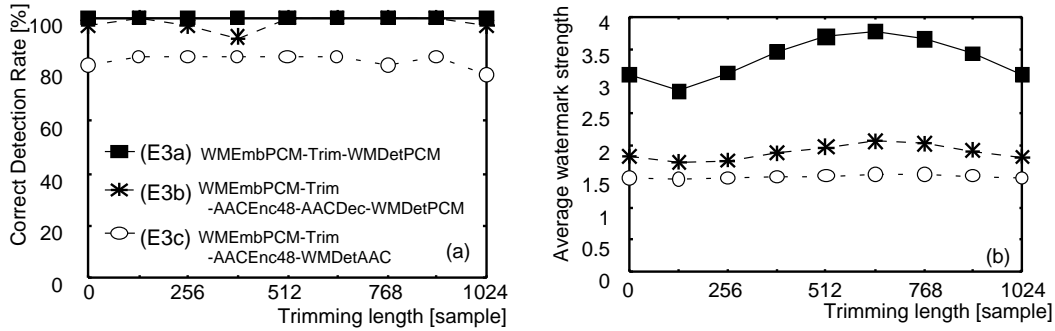 Correct Detection Rate [%]
100
80
60
40
20
0
(E3a) WMEmbPCM-Trim-WMDetPCM
(E3b) WMEmbPCM-Trim
-AACEnc48-AACDec-WMDetPCM
(E3c) WMEmbPCM-Trim
-AACEnc48-WMDetAAC
(a)
0 256 512 768 1024
Trimming length [sample]
Average watermark strength
4
3.5
3
2.5
2
1.5
1
0.5
0
(b)
0 256 512 768 1024
Trimming length [sample]